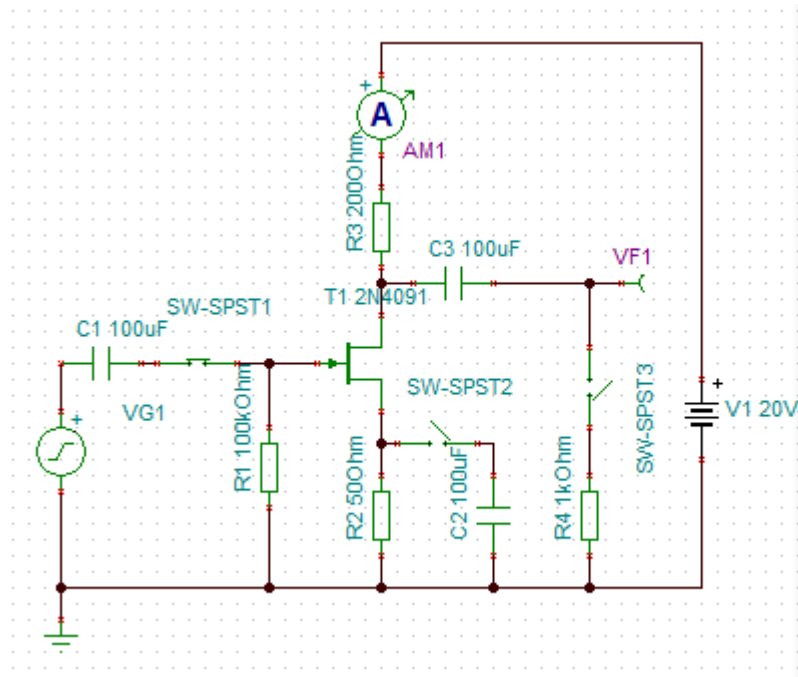 +
A
AM1
R3 200Ohm
C3 100uF
VF1
T1 2N4091
SW-SPST1
C1 100uF
SW-SPST2
SW-SPST3
+
V1 20V
VG1
+
R1 100kOhm
R2 50Ohm
C2 100uF
R4 1kOhm